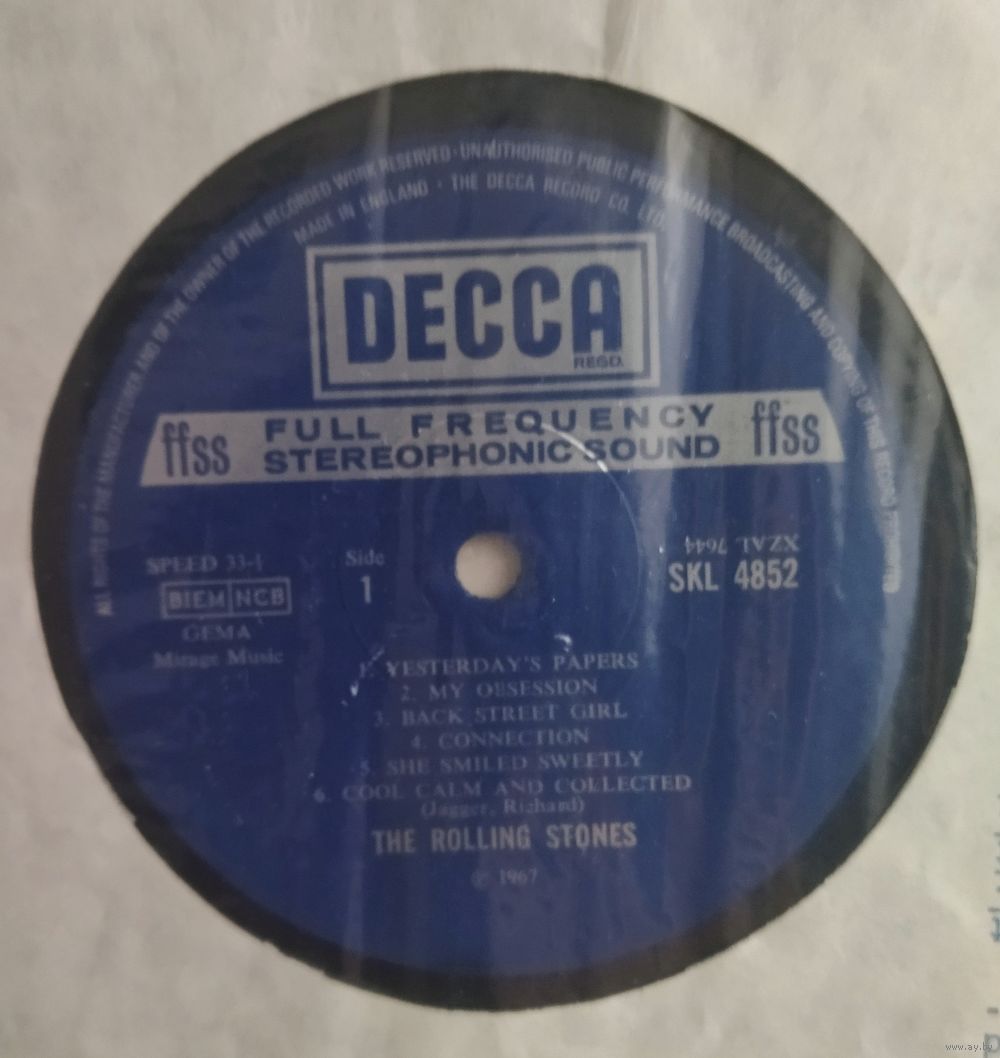 ALL RIGHTS OF THE MANUFACTURER AND OF THE OWNER OF THE RECORDED WORK RESERVED · UNAUTHORISED PUBLIC PERFORMANCE BROADCASTING AND COPYING OF THIS RECORD PROHIBITED
MADE IN ENGLAND · THE DECCA RECORD CO. LTD.
DECCA
REGD.
ffss FULL FREQUENCY ffss
STEREOPHONIC SOUND
SPEED 33-⅓
BIEM NCB
GEMA
Mirage Music
Side
1
XZAL 7644
SKL 4852
1. YESTERDAY'S PAPERS
2. MY OBSESSION
3. BACK STREET GIRL
4. CONNECTION
5. SHE SMILED SWEETLY
6. COOL CALM AND COLLECTED
(Jagger, Richard)
THE ROLLING STONES
℗ 1967
www.ay.by